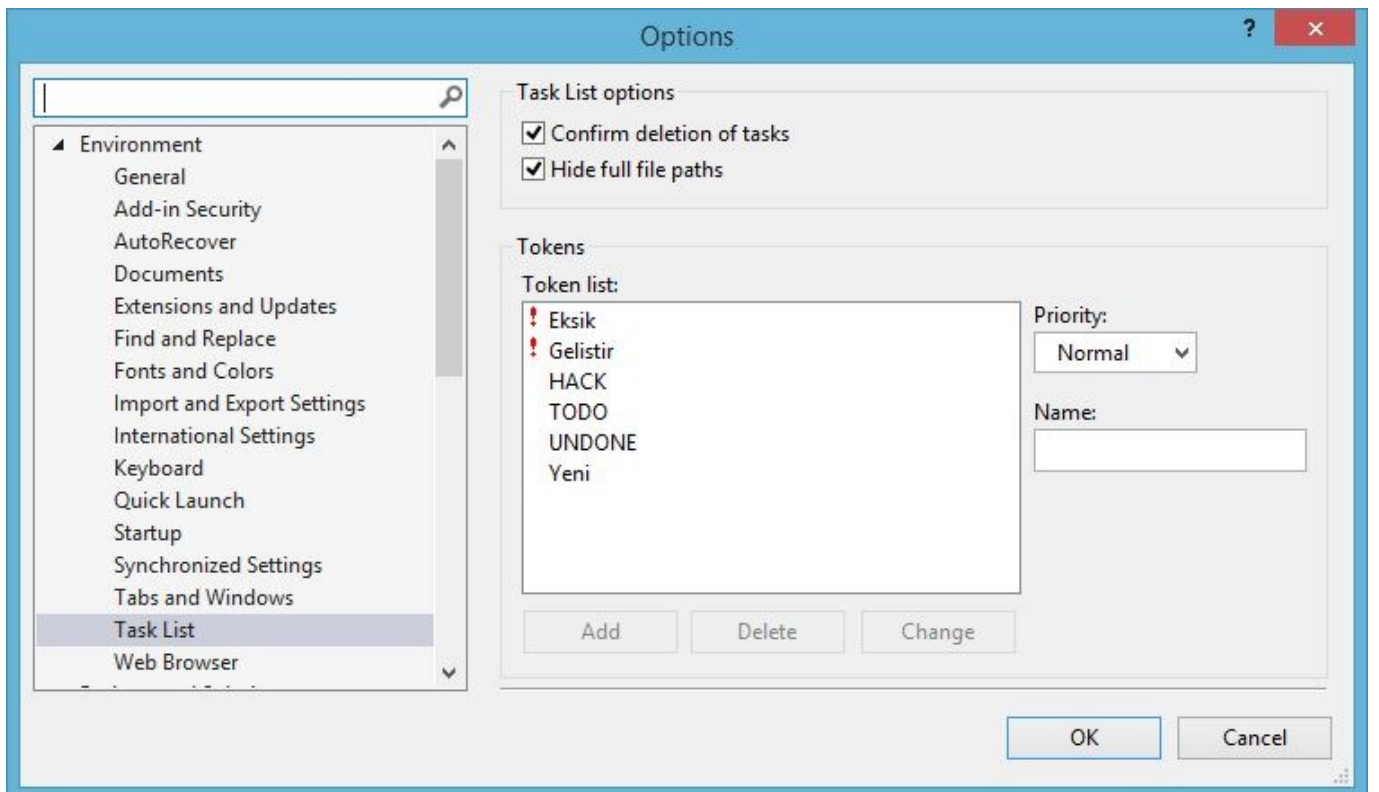 Options
?
Environment
General
Add-in Security
AutoRecover
Documents
Extensions and Updates
Find and Replace
Fonts and Colors
Import and Export Settings
International Settings
Keyboard
Quick Launch
Startup
Synchronized Settings
Tabs and Windows
Task List
Web Browser
Task List options
Confirm deletion of tasks
Hide full file paths
Tokens
Token list:
Eksik
Gelistir
HACK
TODO
UNDONE
Yeni
Priority:
Normal
Name:
Add Delete Change
OK Cancel